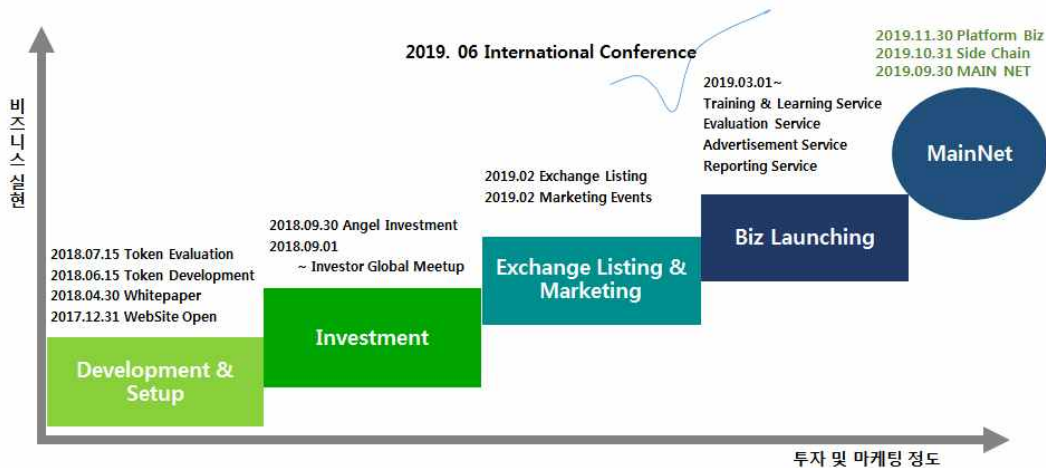 비즈니스 실현
2017.12.31 WebSite Open
2018.04.30 Whitepaper
2018.06.15 Token Development
2018.07.15 Token Evaluation
Development &
Setup
2018.09.30 Angel Investment
2018.09.01
~ Investor Global Meetup
Investment
2019.02 Exchange Listing
2019.02 Marketing Events
Exchange Listing &
Marketing
2019. 06 International Conference
2019.03.01~
Training & Learning Service
Evaluation Service
Advertisement Service
Reporting Service
Biz Launching
2019.11.30 Platform Biz
2019.10.31 Side Chain
2019.09.30 MAIN NET
MainNet
투자 및 마케팅 정도